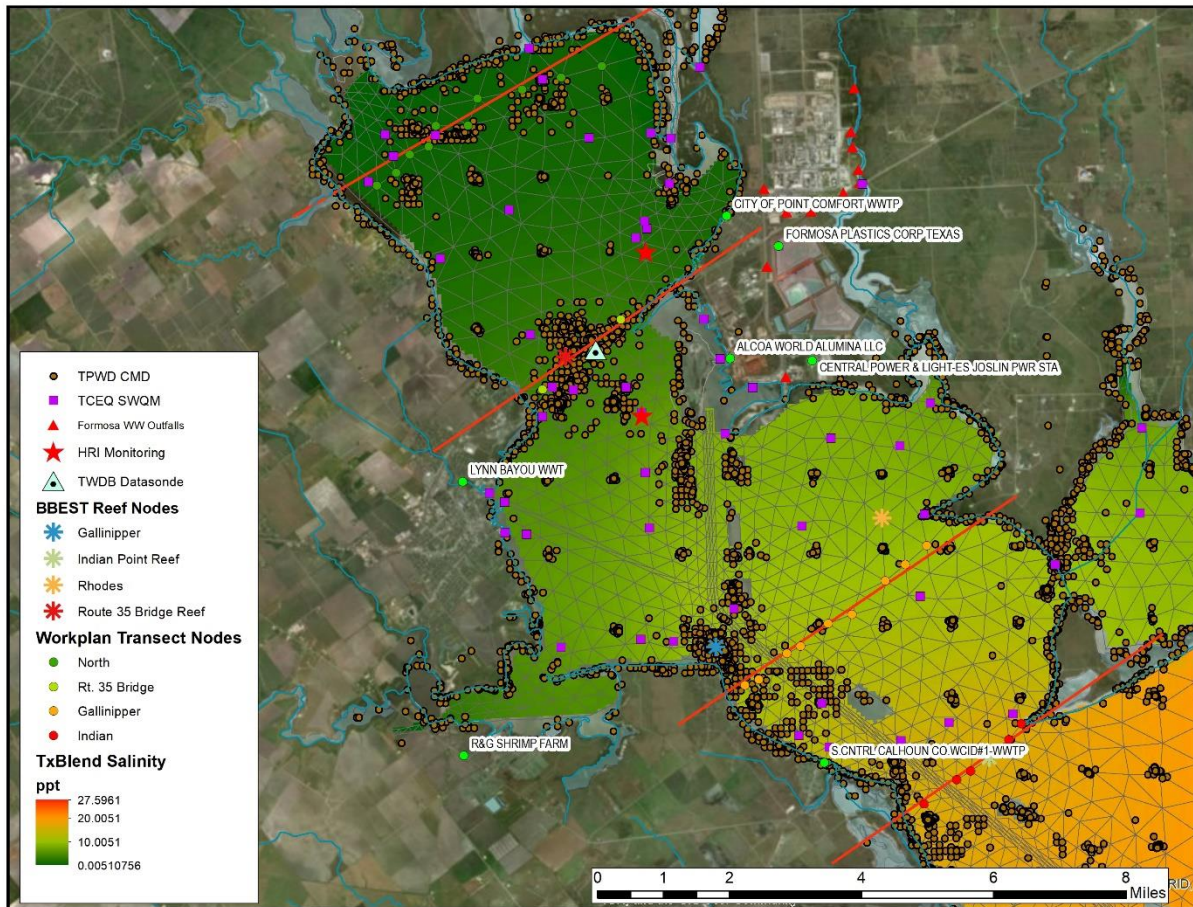 CITY OF POINT COMFORT WWTP
FORMOSA PLASTICS CORP TEXAS
ALCOA WORLD ALUMINA LLC
CENTRAL POWER & LIGHT-ES JOSLIN PWR STA
LYNN BAYOU WWT
R&G SHRIMP FARM
S.CNTRL CALHOUN CO.WCID#1-WWTP
TPWD CMD
TCEQ SWQM
Formosa WW Outfalls
HRI Monitoring
TWDB Datasonde
BBEST Reef Nodes
Gallinipper
Indian Point Reef
Rhodes
Route 35 Bridge Reef
Workplan Transect Nodes
North
Rt. 35 Bridge
Gallinipper
Indian
TxBlend Salinity
ppt
27.5961
20.0051
10.0051
0.00510756
0 1 2 4 6 8
Miles